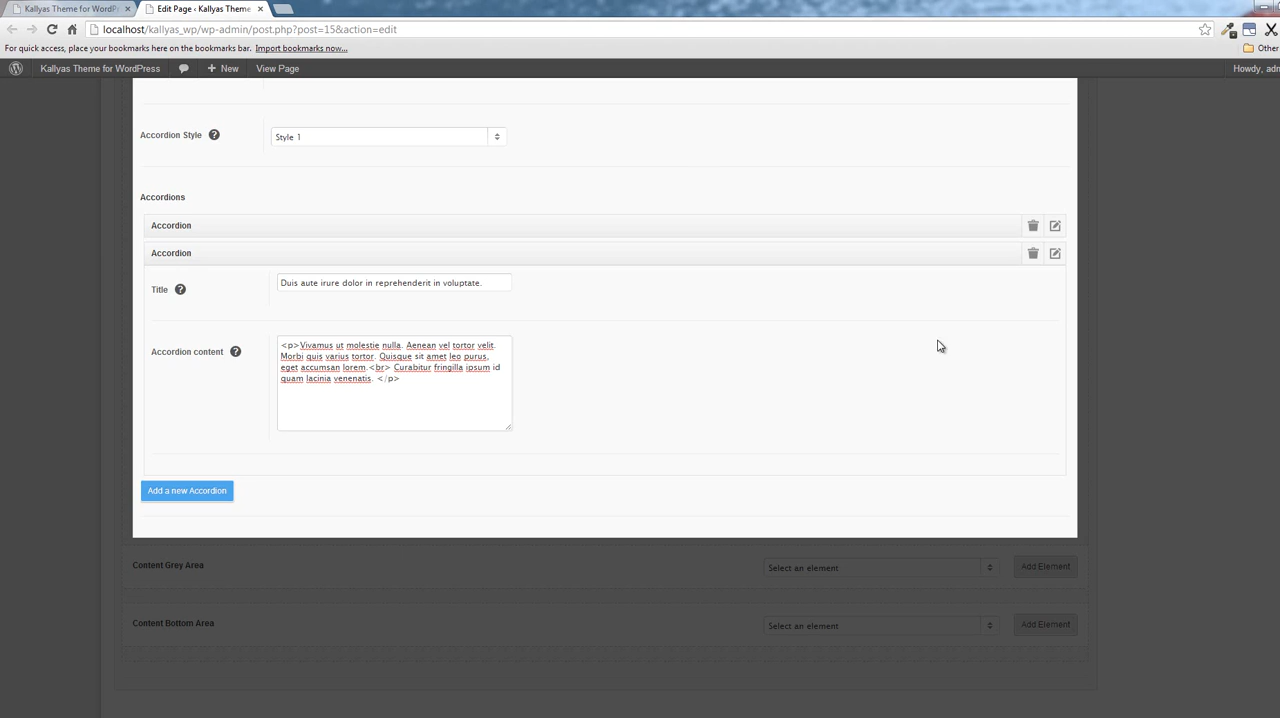 Kallyas Theme for WordP
Edit Page ‹ Kallyas Theme
localhost/kallyas_wp/wp-admin/post.php?post=15&action=edit
For quick access, place your bookmarks here on the bookmarks bar. Import bookmarks now...
Other
Kallyas Theme for WordPress
+ New
View Page
Howdy, adm
Accordion Style
Style 1
Accordions
Accordion
Accordion
Title
Duis aute irure dolor in reprehenderit in voluptate.
Accordion content
<p>Vivamus ut molestie nulla. Aenean vel tortor velit.
Morbi quis varius tortor. Quisque sit amet leo purus,
eget accumsan lorem.<br> Curabitur fringilla ipsum id
quam lacinia venenatis. </p>
Add a new Accordion
Content Grey Area
Select an element
Add Element
Content Bottom Area
Select an element
Add Element